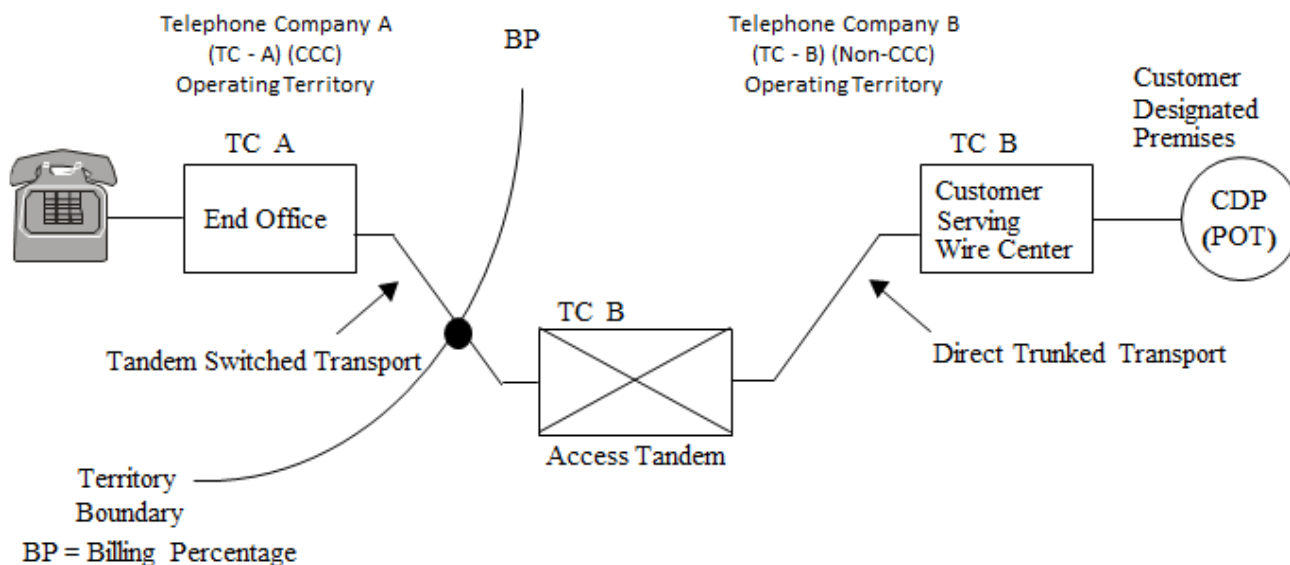 Telephone Company A
(TC - A) (CCC)
Operating Territory
BP
Telephone Company B
(TC - B) (Non-CCC)
Operating Territory
Customer
Designated
Premises
TC A
End Office
TC B
Customer
Serving
Wire Center
CDP
(POT)
Tandem Switched Transport
TC B
Access Tandem
Direct Trunked Transport
Territory
Boundary
BP = Billing Percentage